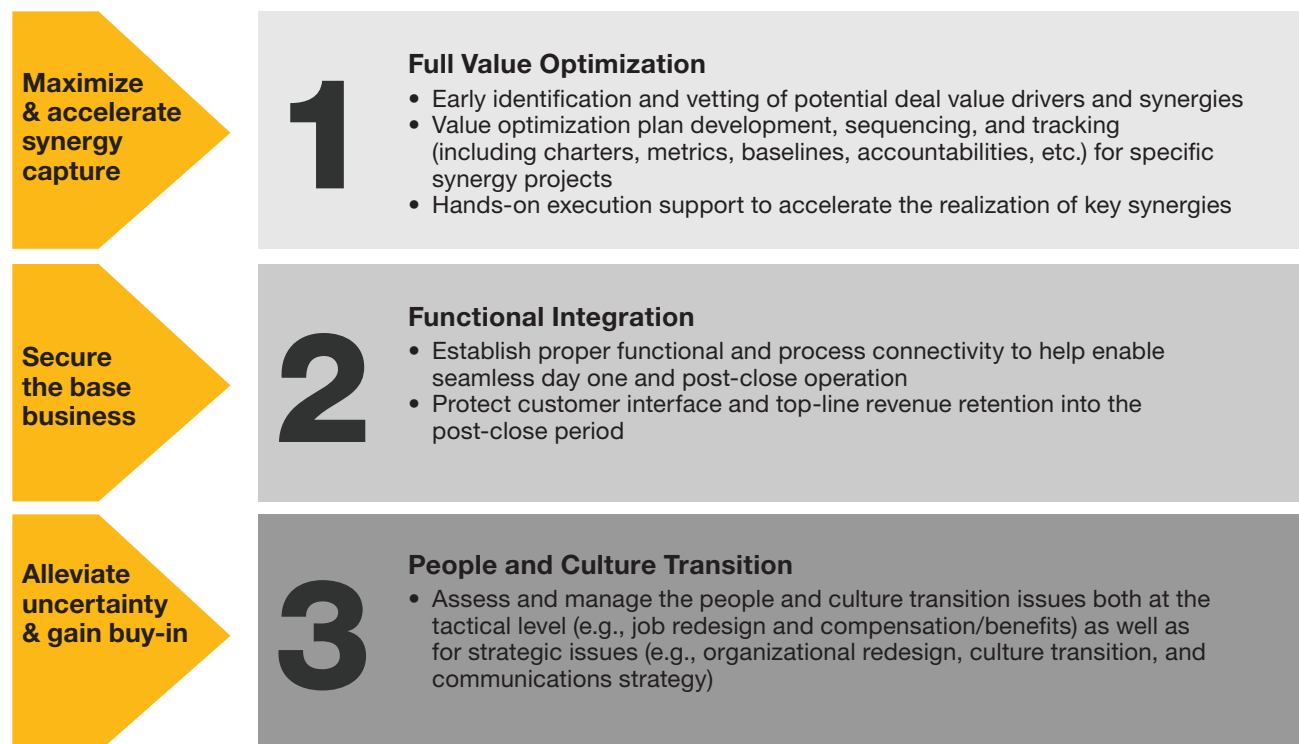 Maximize
& accelerate
synergy
capture
1
Full Value Optimization
• Early identification and vetting of potential deal value drivers and synergies
• Value optimization plan development, sequencing, and tracking
(including charters, metrics, baselines, accountabilities, etc.) for specific
synergy projects
• Hands-on execution support to accelerate the realization of key synergies
Secure
the base
business
2
Functional Integration
• Establish proper functional and process connectivity to help enable
seamless day one and post-close operation
• Protect customer interface and top-line revenue retention into the
post-close period
Alleviate
uncertainty
& gain buy-in
3
People and Culture Transition
• Assess and manage the people and culture transition issues both at the
tactical level (e.g., job redesign and compensation/benefits) as well as
for strategic issues (e.g., organizational redesign, culture transition, and
communications strategy)